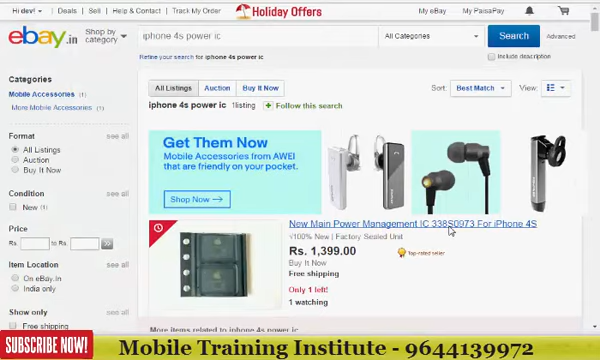 Hi dev! Deals Sell Help & Contact Track My Order Holiday Offers My eBay My PaisaPay
ebay.in Shop by category iphone 4s power ic All Categories Search Advanced
Refine your search for iphone 4s power ic Include description
Categories
Mobile Accessories (1)
More Mobile Accessories (1)
Format see all
All Listings
Auction
Buy It Now
Condition see all
New (1)
Price
Rs. to Rs.
Item Location see all
On eBay.in
India only
Show only see all
Free shipping
All Listings Auction Buy It Now Sort: Best Match View:
iphone 4s power ic 1listing Follow this search
Get Them Now
Mobile Accessories from AWEI
that are friendly on your pocket.
Shop Now
New Main Power Management IC 338S0973 For iPhone 4S
√100% New | Factory Sealed Unit
Rs. 1,399.00 Top-rated seller
Buy It Now
Free shipping
Only 1 left!
1 watching
More items related to iphone 4s power ic
SUBSCRIBE NOW! Mobile Training Institute - 9644139972